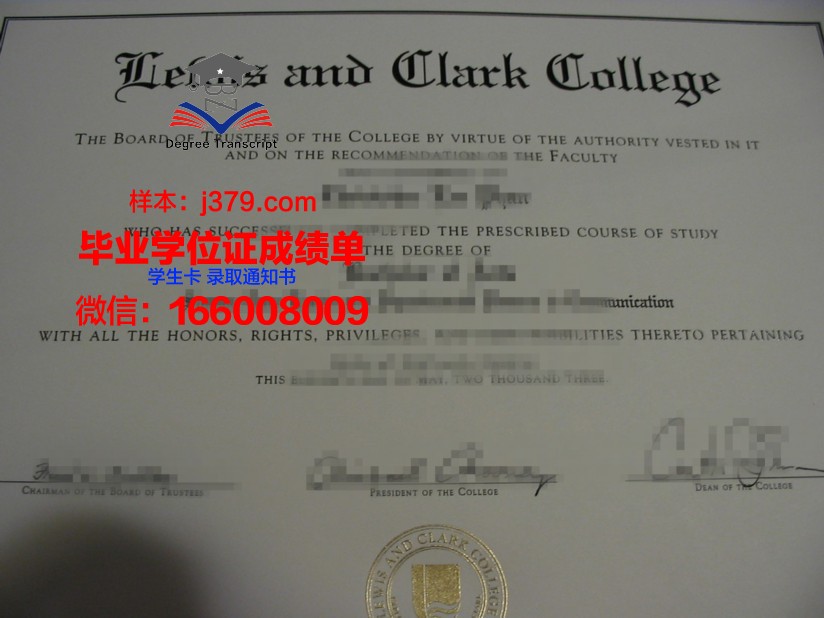 Lewis and Clark College
THE BOARD OF TRUSTEES OF THE COLLEGE BY VIRTUE OF THE AUTHORITY VESTED IN IT
Degree Transcript
AND ON THE RECOMMENDATION OF THE FACULTY
样本：j379.com
WHO HAS COMPLETED THE PRESCRIBED COURSE OF STUDY
毕业学位证成绩单
THE DEGREE OF
学生卡 录取通知书
微信：166008009
Communication
WITH ALL THE HONORS, RIGHTS, PRIVILEGES, THERETO PERTAINING
THIS MAY, TWO THOUSAND THREE
CHAIRMAN OF THE BOARD OF TRUSTEES
PRESIDENT OF THE COLLEGE
DEAN OF THE COLLEGE
LEWIS AND CLARK COLLEGE